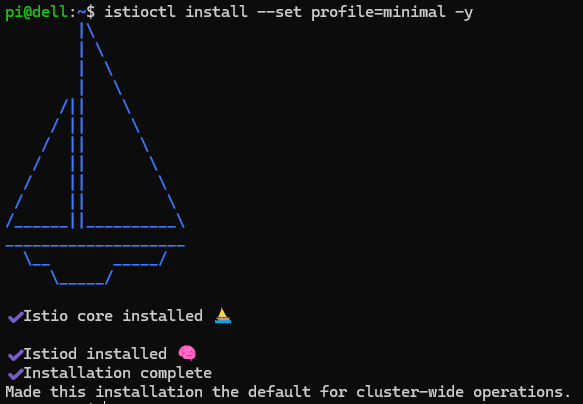 pi@dell:~$ istioctl install --set profile=minimal -y
✔Istio core installed ⛵
✔Istiod installed 🧠
✔Installation complete
Made this installation the default for cluster-wide operations.